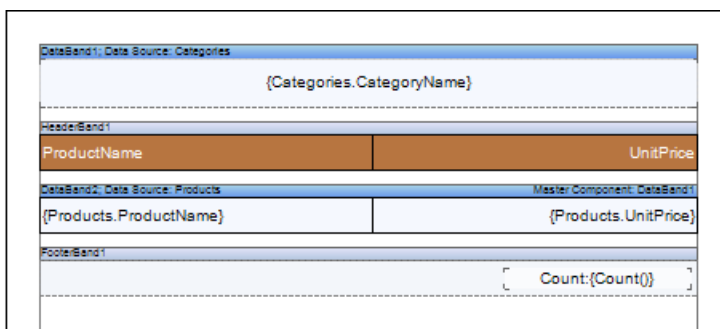 DataBand1; Data Source: Categories
{Categories.CategoryName}
HeaderBand1
ProductName UnitPrice
DataBand2; Data Source: Products Master Component: DataBand1
{Products.ProductName} {Products.UnitPrice}
FooterBand1
Count:{Count()}